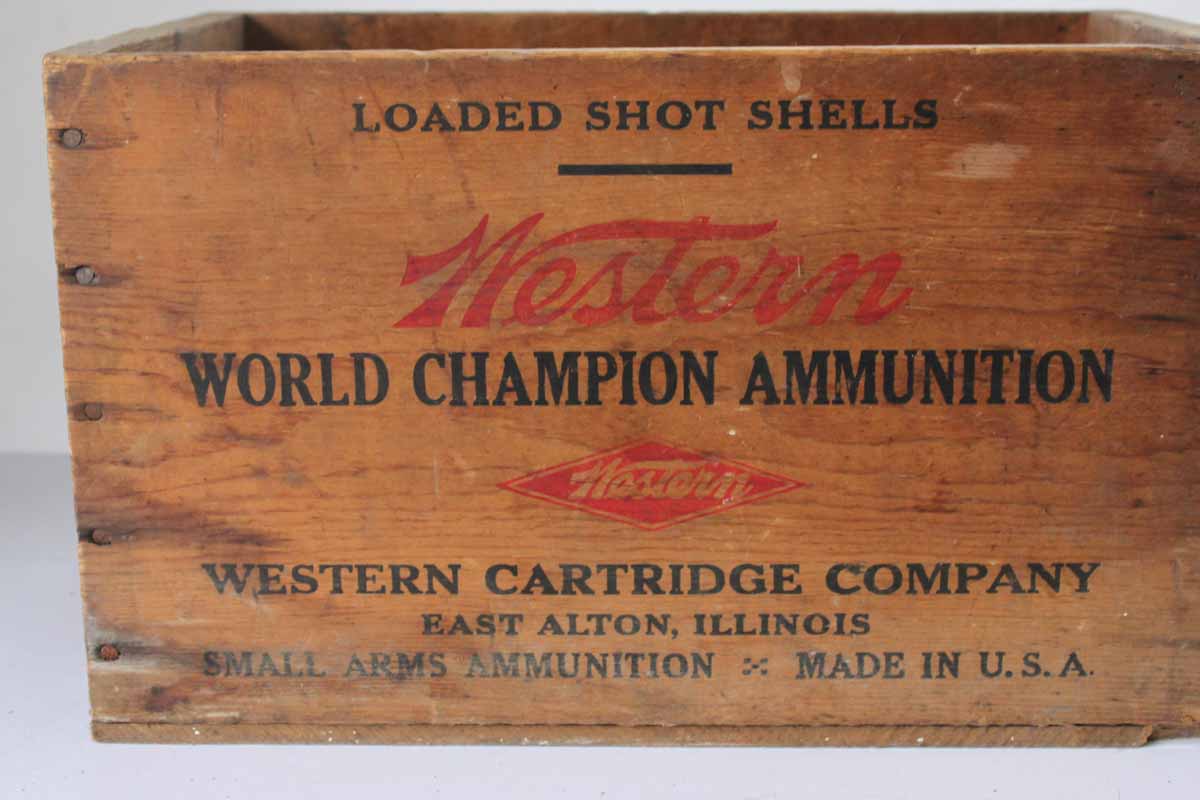 LOADED SHOT SHELLS
Western
WORLD CHAMPION AMMUNITION
Western
WESTERN CARTRIDGE COMPANY
EAST ALTON, ILLINOIS
SMALL ARMS AMMUNITION MADE IN U.S.A.